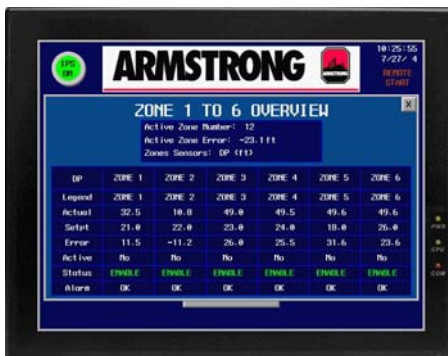 IPS
ON
ARMSTRONG
ARMSTRONG
10:25:55
7/27/ 4
REMOTE
START
ZONE 1 TO 6 OVERVIEW
X
Active Zone Number: 12
Active Zone Error: -23.1 ft
Zones Sensors: DP (ft)
DP ZONE 1 ZONE 2 ZONE 3 ZONE 4 ZONE 5 ZONE 6
Legend ZONE 1 ZONE 2 ZONE 3 ZONE 4 ZONE 5 ZONE 6
Actual 32.5 10.8 49.0 49.5 49.6 49.6
Setpt 21.0 22.0 23.0 24.0 18.0 26.0
Error 11.5 -11.2 26.0 25.5 31.6 23.6
Active No No No No No No
Status ENABLE ENABLE ENABLE ENABLE ENABLE ENABLE
Alarm OK OK OK OK OK OK
PWR
CPU
COM